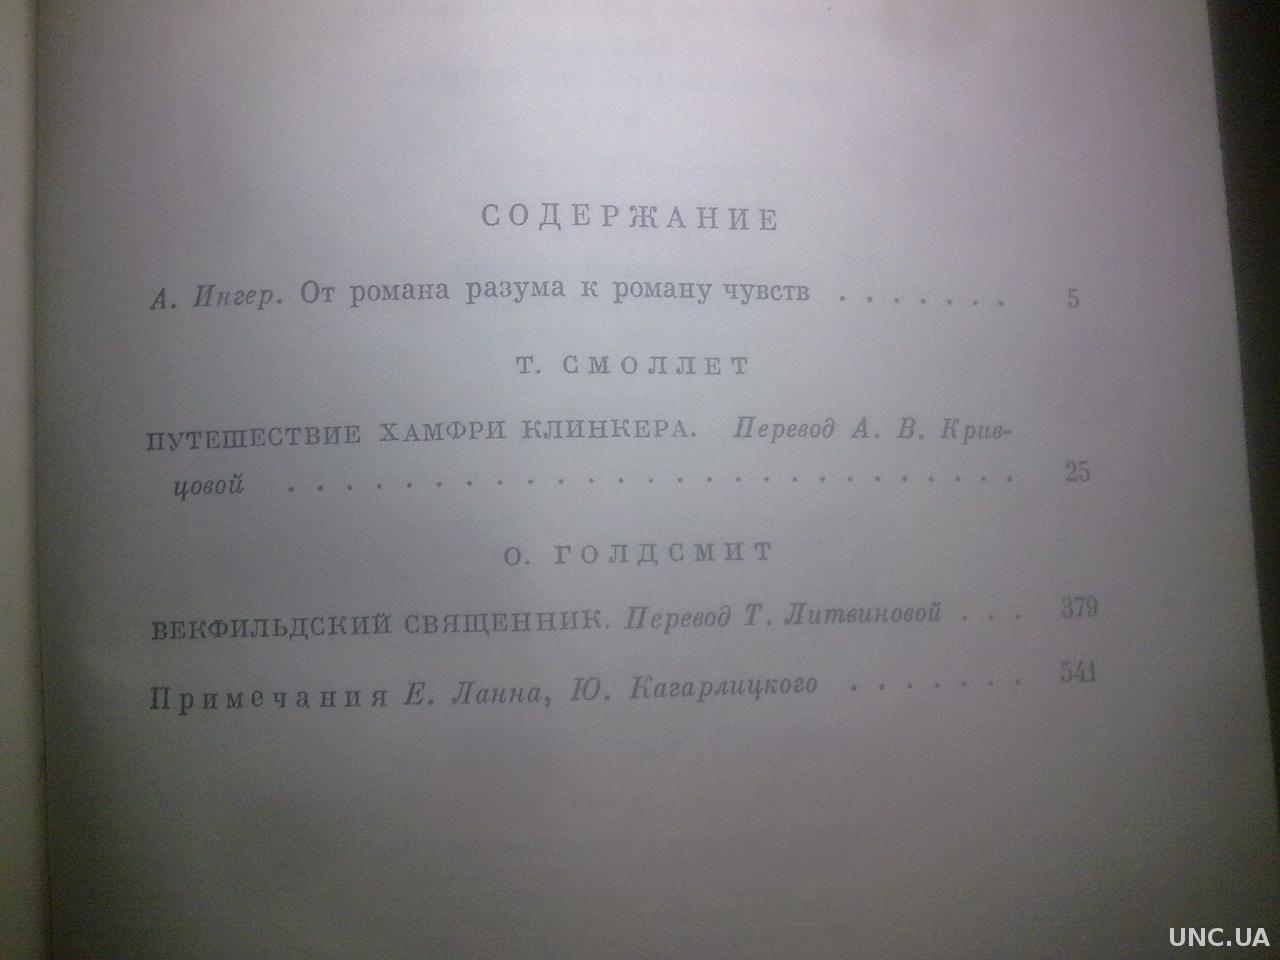 СОДЕРЖАНИЕ
А. Ингер. От романа разума к роману чувств . . . . . . . 5
Т. СМОЛЛЕТ
ПУТЕШЕСТВИЕ ХАМФРИ КЛИНКЕРА. Перевод А. В. Крив-
цовой . . . . . . . . . . . . . . . . . . . . . . . . . . 25
О. ГОЛДСМИТ
ВЕКФИЛЬДСКИЙ СВЯЩЕННИК. Перевод Т. Литвиновой . . . 379
Примечания Е. Ланна, Ю. Кагарлицкого . . . . . . . 541
UNC.UA